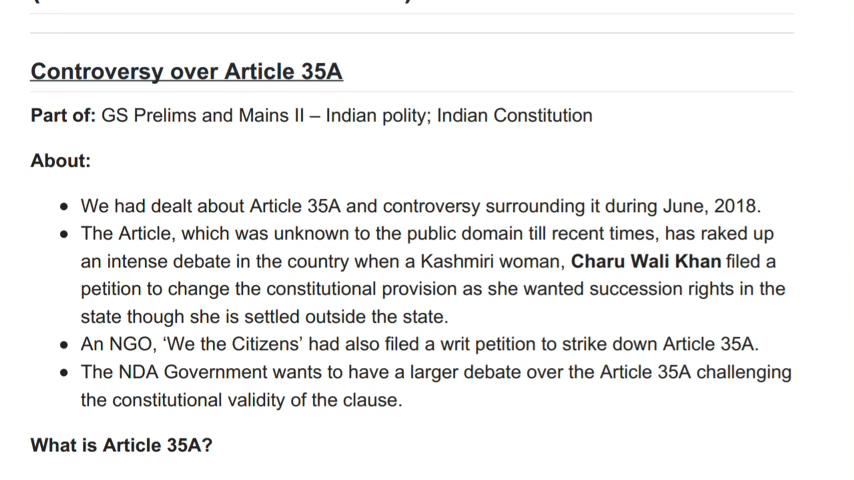 Controversy over Article 35A
Part of: GS Prelims and Mains II – Indian polity; Indian Constitution
About:
● We had dealt about Article 35A and controversy surrounding it during June, 2018.
● The Article, which was unknown to the public domain till recent times, has raked up
an intense debate in the country when a Kashmiri woman, Charu Wali Khan filed a
petition to change the constitutional provision as she wanted succession rights in the
state though she is settled outside the state.
● An NGO, ‘We the Citizens’ had also filed a writ petition to strike down Article 35A.
● The NDA Government wants to have a larger debate over the Article 35A challenging
the constitutional validity of the clause.
What is Article 35A?